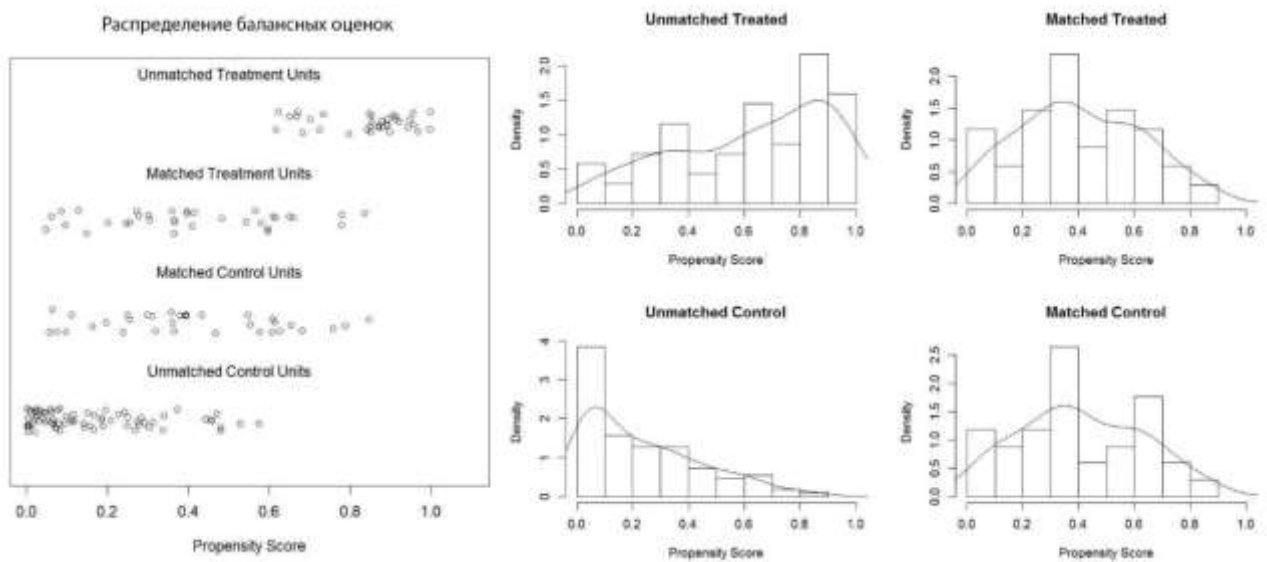 Распределение балансных оценок
Unmatched Treatment Units
Matched Treatment Units
Matched Control Units
Unmatched Control Units
0.0 0.2 0.4 0.6 0.8 1.0
Propensity Score
Unmatched Treated
Density
0.0 0.5 1.0 1.5 2.0
0.0 0.2 0.4 0.6 0.8 1.0
Propensity Score
Matched Treated
Density
0.0 0.5 1.0 1.5 2.0
0.0 0.2 0.4 0.6 0.8 1.0
Propensity Score
Unmatched Control
Density
0 1 2 3 4
0.0 0.2 0.4 0.6 0.8 1.0
Propensity Score
Matched Control
Density
0.0 0.5 1.0 1.5 2.0 2.5
0.0 0.2 0.4 0.6 0.8 1.0
Propensity Score